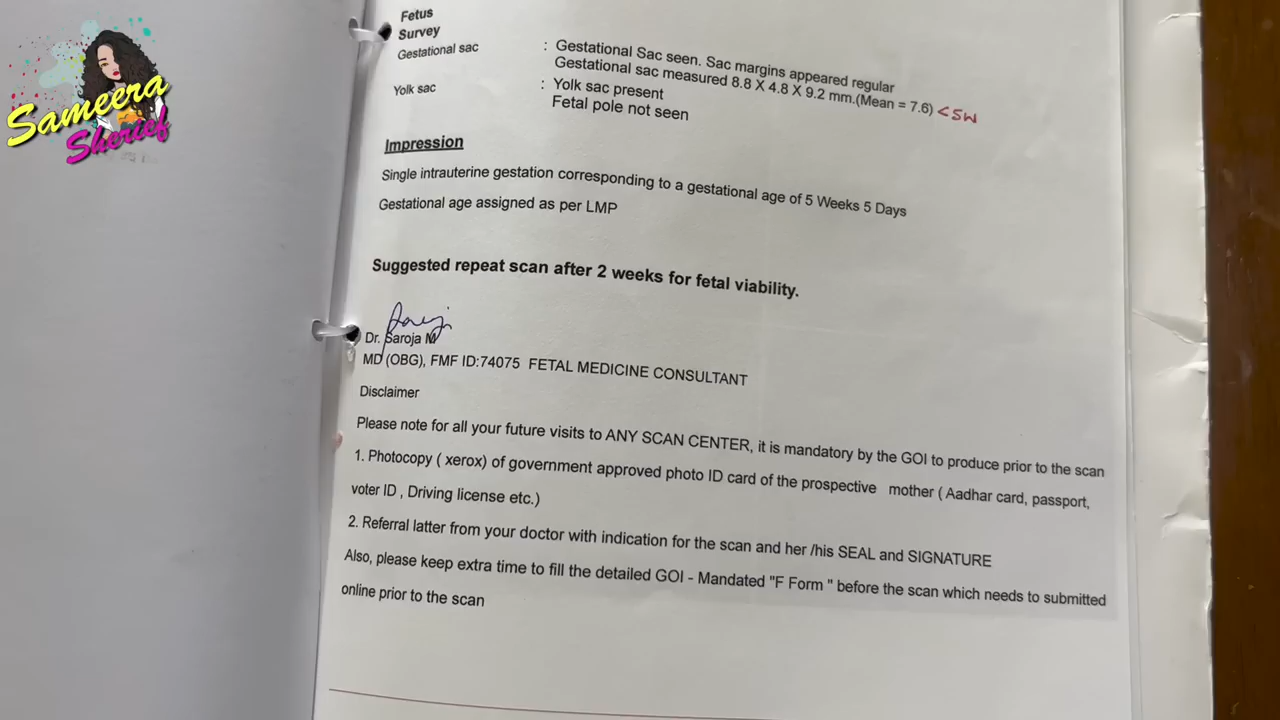 Sameera
Sherief
Fetus
Survey
Gestational sac : Gestational Sac seen. Sac margins appeared regular
Gestational sac measured 8.8 X 4.8 X 9.2 mm.(Mean = 7.6) <5W
Yolk sac : Yolk sac present
Fetal pole not seen
Impression
Single intrauterine gestation corresponding to a gestational age of 5 Weeks 5 Days
Gestational age assigned as per LMP
Suggested repeat scan after 2 weeks for fetal viability.
Dr. Saroja M
MD (OBG), FMF ID:74075 FETAL MEDICINE CONSULTANT
Disclaimer
Please note for all your future visits to ANY SCAN CENTER, it is mandatory by the GOI to produce prior to the scan
1. Photocopy ( xerox) of government approved photo ID card of the prospective mother ( Aadhar card, passport,
voter ID , Driving license etc.)
2. Referral latter from your doctor with indication for the scan and her /his SEAL and SIGNATURE
Also, please keep extra time to fill the detailed GOI - Mandated "F Form " before the scan which needs to submitted
online prior to the scan